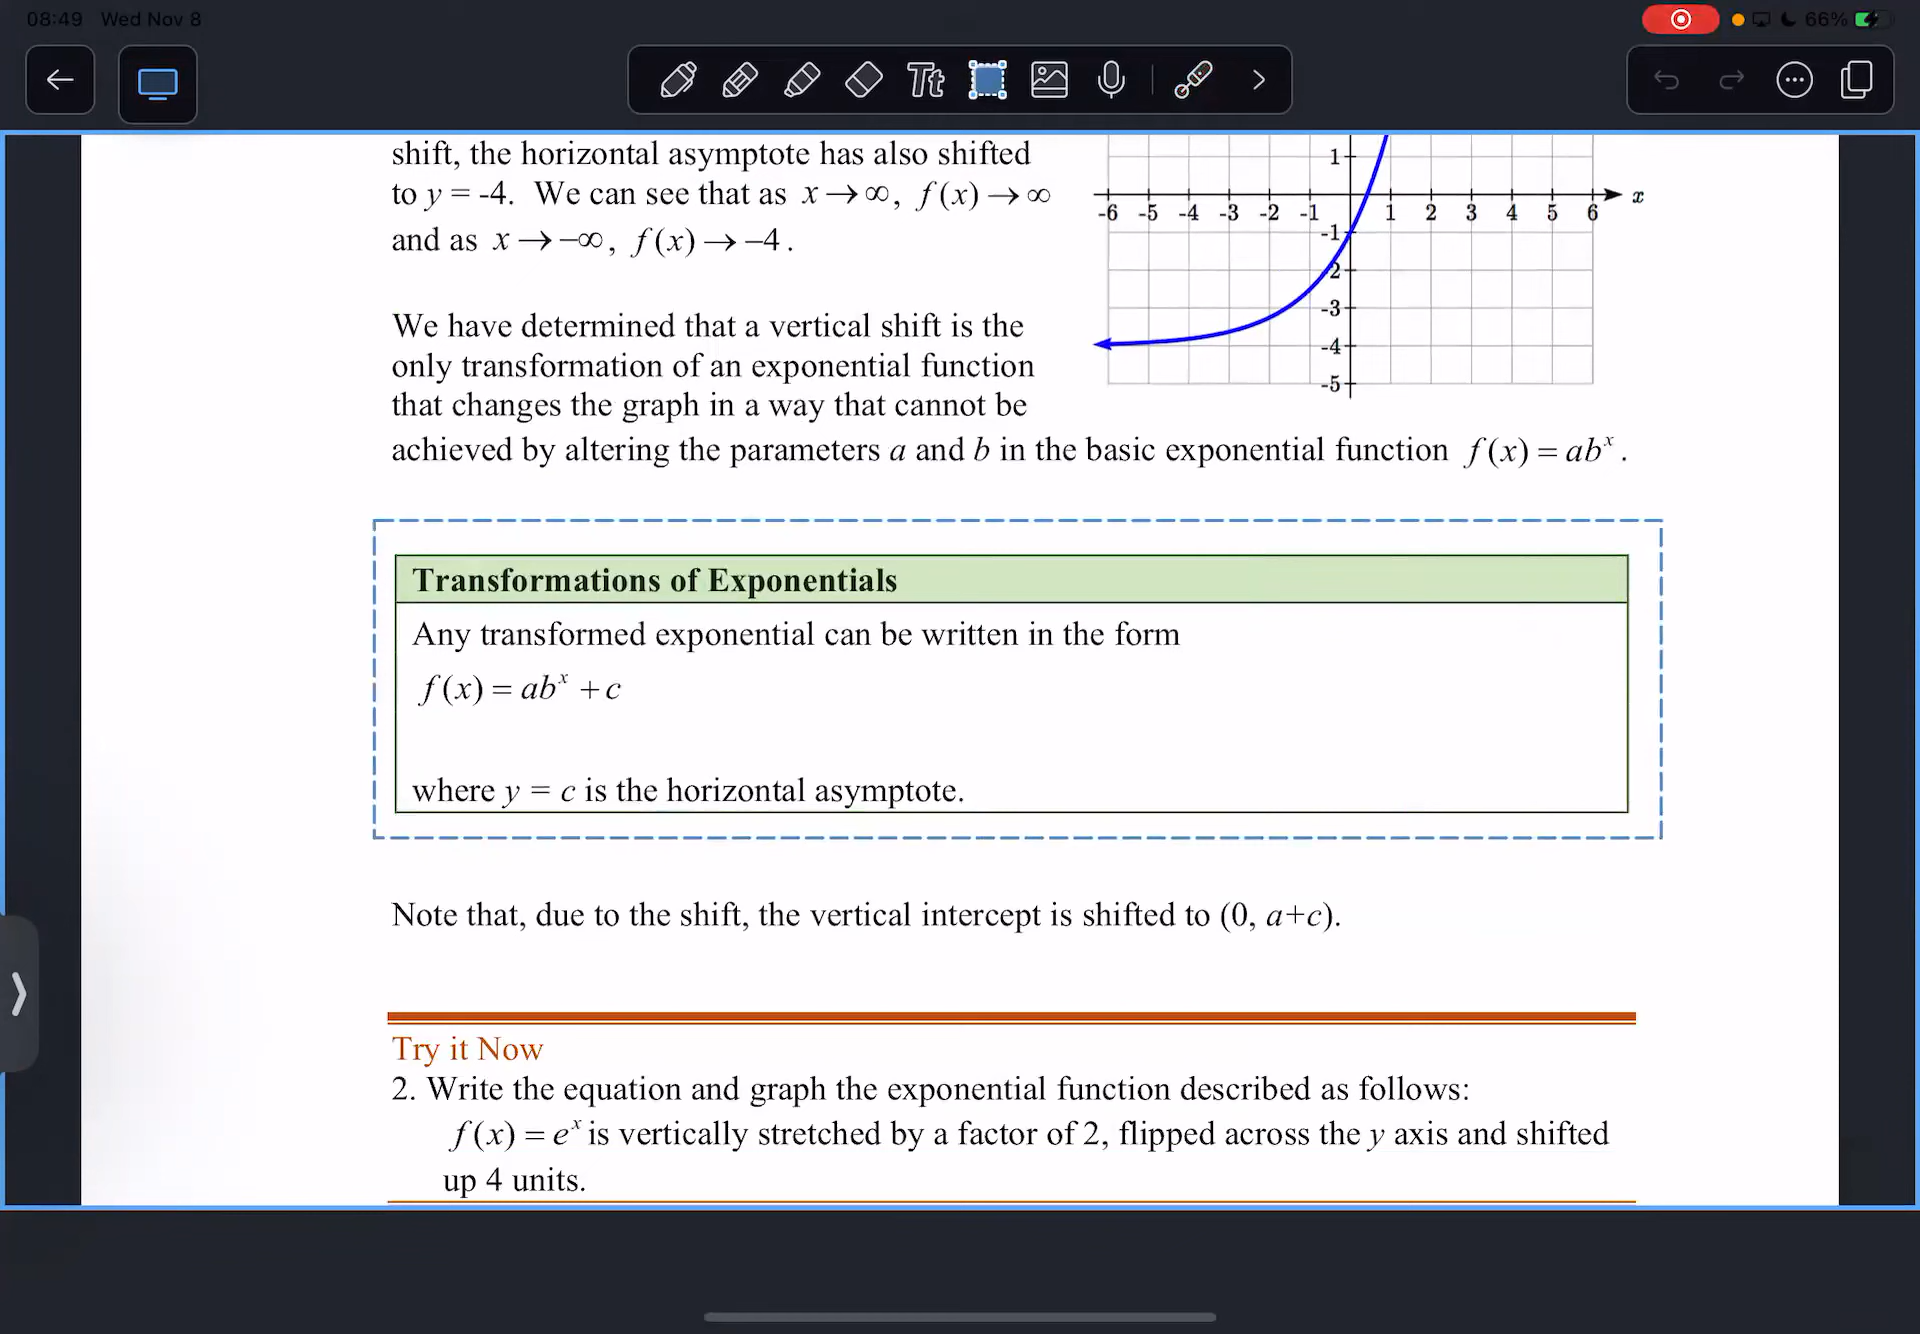 08:49 Wed Nov 8
66%
Tt
shift, the horizontal asymptote has also shifted
to y = -4. We can see that as x → ∞, f(x) → ∞
and as x → −∞, f(x) → −4.
We have determined that a vertical shift is the
only transformation of an exponential function
that changes the graph in a way that cannot be
achieved by altering the parameters a and b in the basic exponential function f(x) = abˣ.
1
x
-6 -5 -4 -3 -2 -1 1 2 3 4 5 6
-1
-2
-3
-4
-5
Transformations of Exponentials
Any transformed exponential can be written in the form
f(x) = abˣ + c
where y = c is the horizontal asymptote.
Note that, due to the shift, the vertical intercept is shifted to (0, a+c).
Try it Now
2. Write the equation and graph the exponential function described as follows:
f(x) = eˣ is vertically stretched by a factor of 2, flipped across the y axis and shifted
up 4 units.